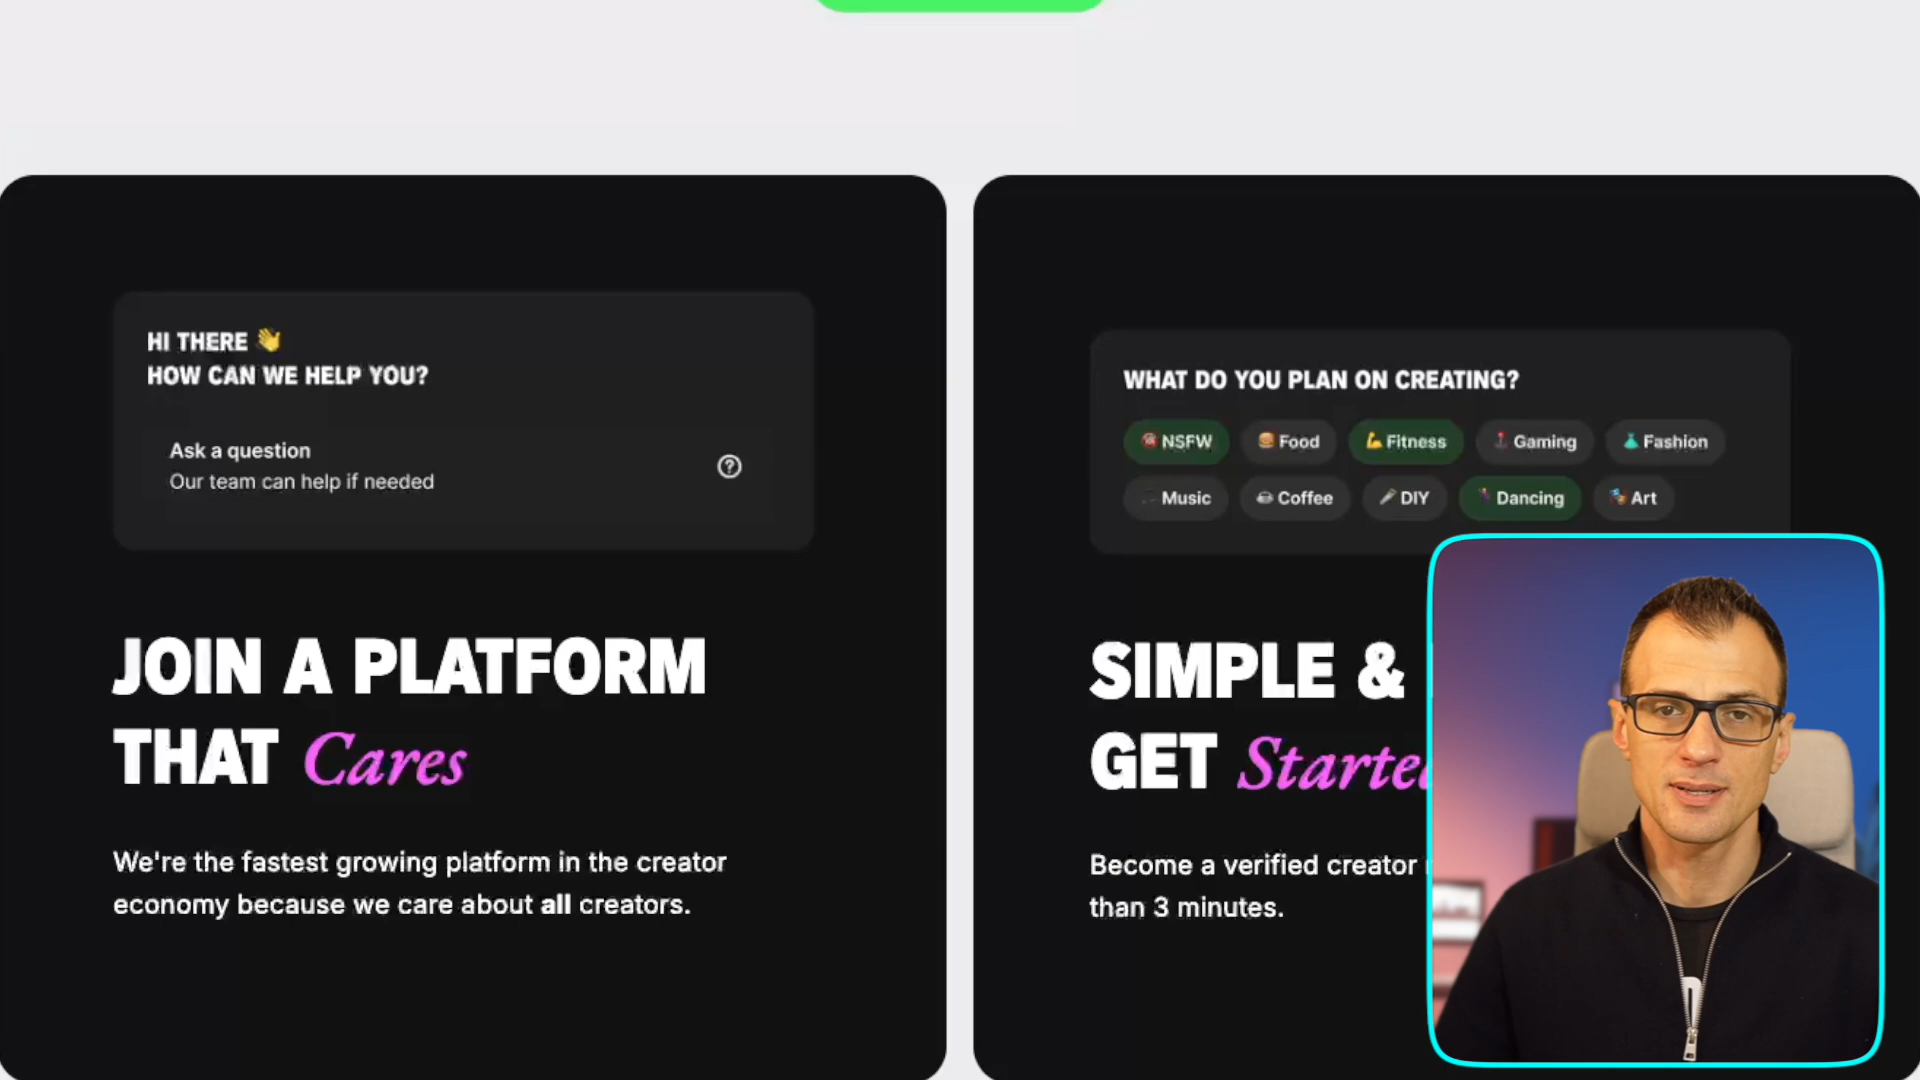 HI THERE 👋
HOW CAN WE HELP YOU?
Ask a question
Our team can help if needed
JOIN A PLATFORM
THAT Cares
We're the fastest growing platform in the creator
economy because we care about all creators.
WHAT DO YOU PLAN ON CREATING?
NSFW Food Fitness Gaming Fashion
Music Coffee DIY Dancing Art
SIMPLE &
GET Started
Become a verified creator
than 3 minutes.